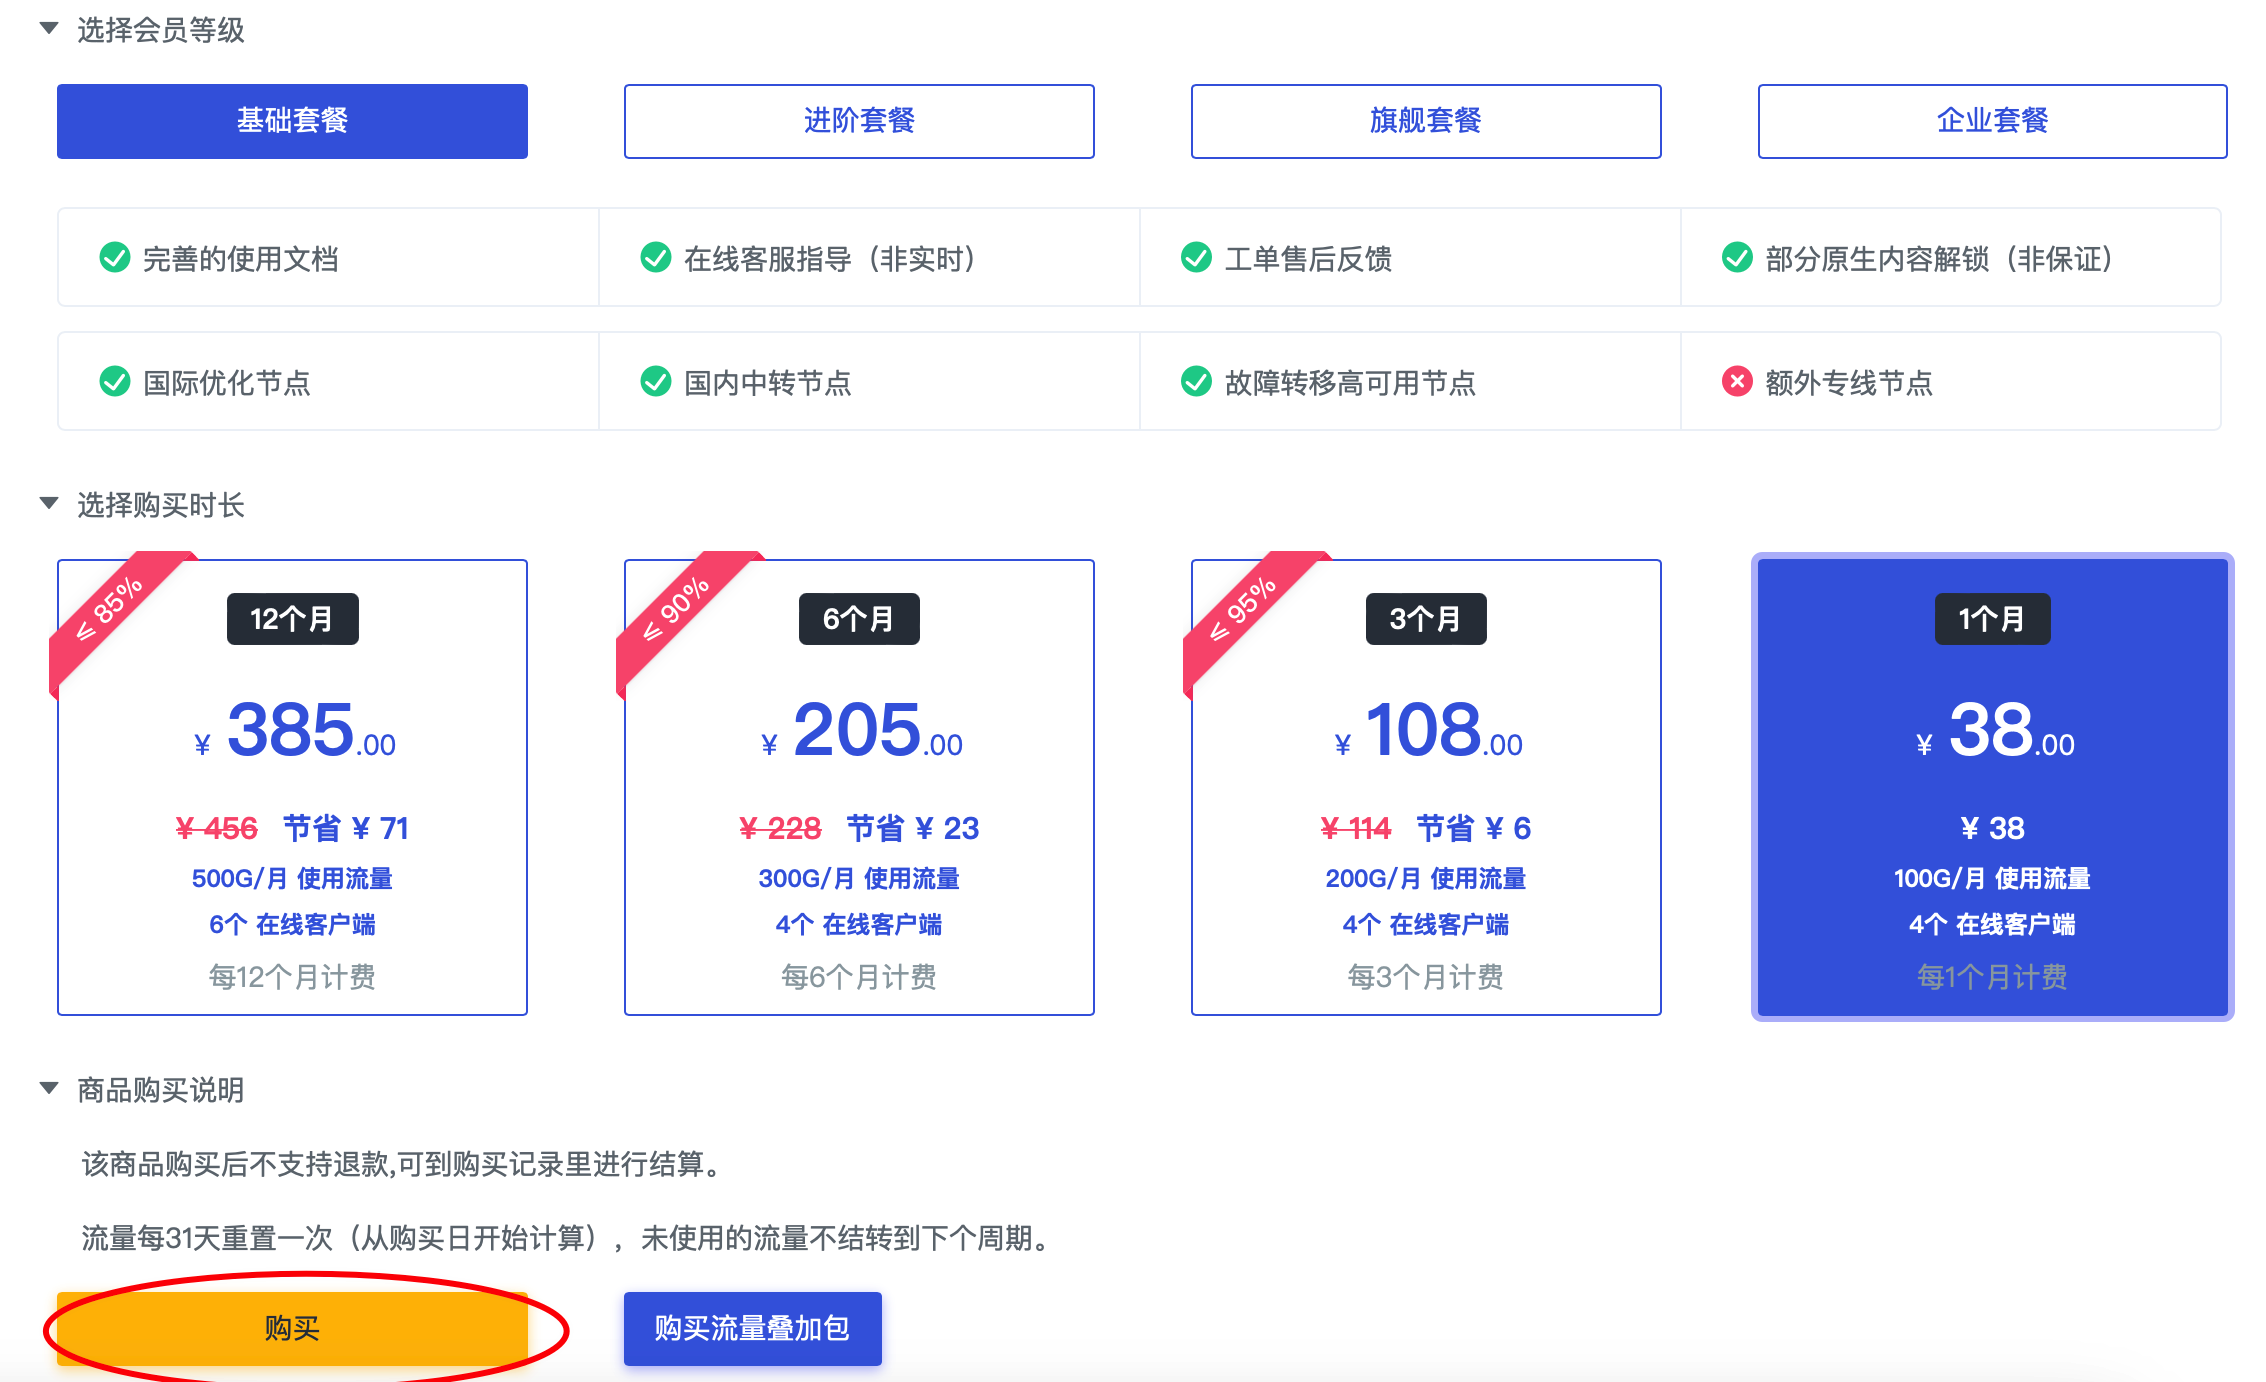 选择会员等级
基础套餐
进阶套餐
旗舰套餐
企业套餐
完善的使用文档
在线客服指导（非实时）
工单售后反馈
部分原生内容解锁（非保证）
国际优化节点
国内中转节点
故障转移高可用节点
额外专线节点
选择购买时长
≤ 85%
12个月
¥ 385.00
¥ 456 节省 ¥ 71
500G/月 使用流量
6个 在线客户端
每12个月计费
≤ 90%
6个月
¥ 205.00
¥ 228 节省 ¥ 23
300G/月 使用流量
4个 在线客户端
每6个月计费
≤ 95%
3个月
¥ 108.00
¥ 114 节省 ¥ 6
200G/月 使用流量
4个 在线客户端
每3个月计费
1个月
¥ 38.00
¥ 38
100G/月 使用流量
4个 在线客户端
每1个月计费
商品购买说明
该商品购买后不支持退款,可到购买记录里进行结算。
流量每31天重置一次（从购买日开始计算），未使用的流量不结转到下个周期。
购买
购买流量叠加包